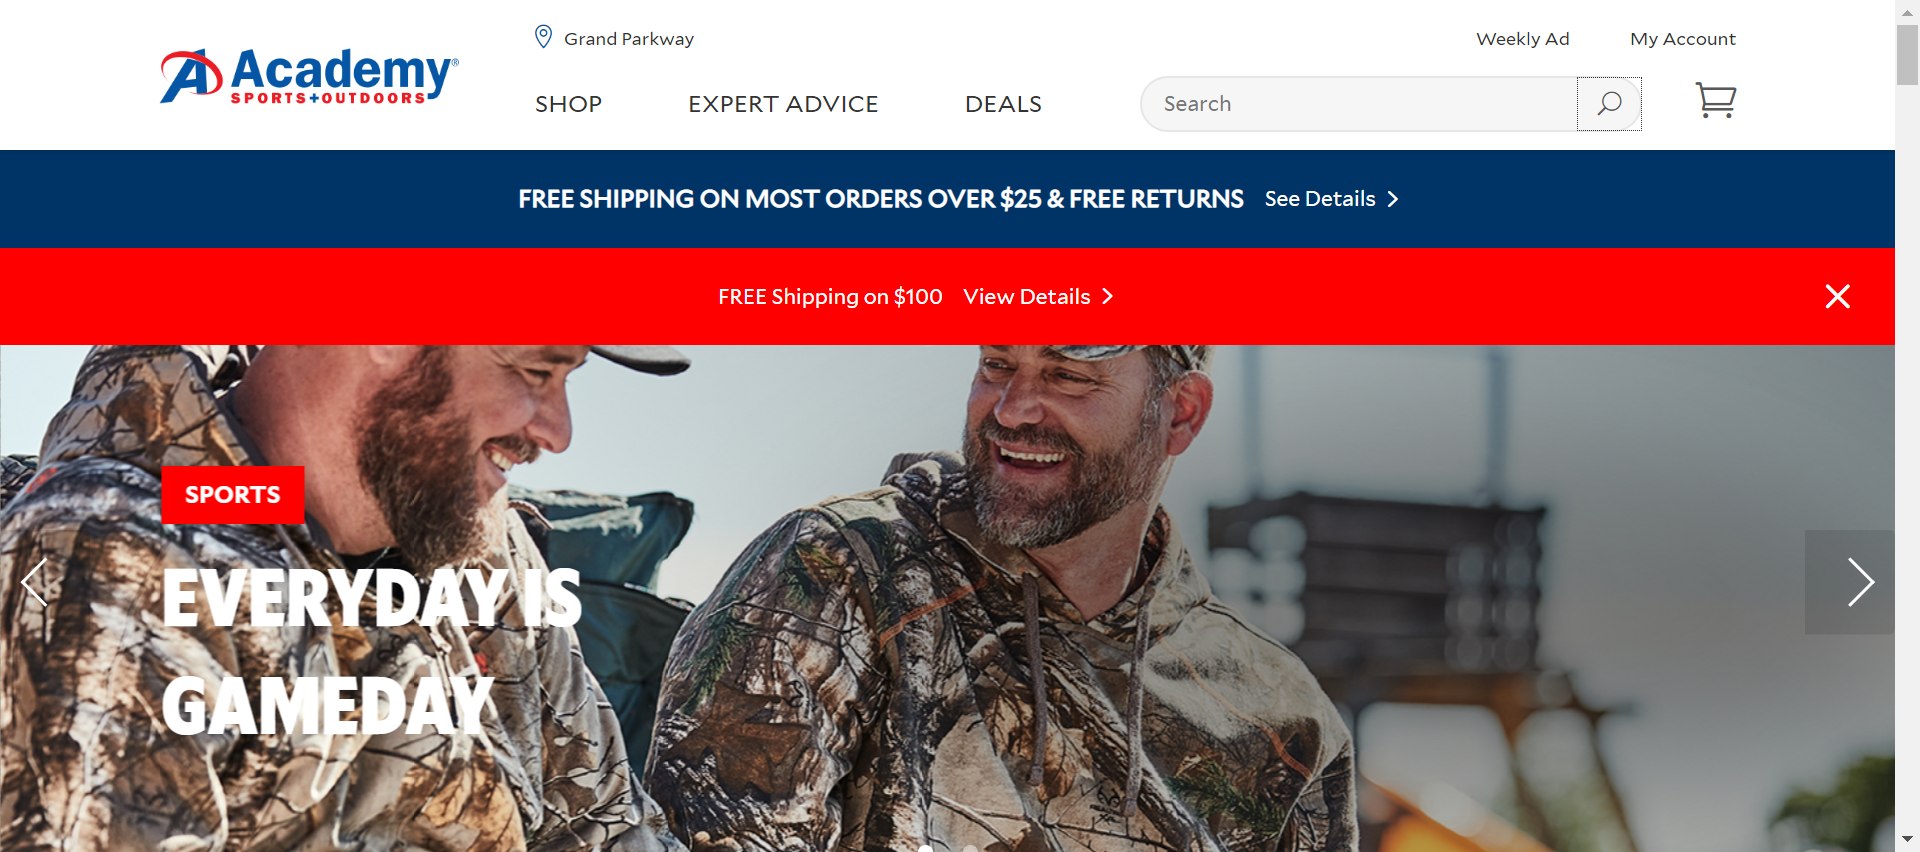 Grand Parkway
Weekly Ad
My Account
Academy®
SPORTS+OUTDOORS
SHOP
EXPERT ADVICE
DEALS
Search
FREE SHIPPING ON MOST ORDERS OVER $25 & FREE RETURNS See Details
FREE Shipping on $100 View Details
SPORTS
EVERYDAY IS
GAMEDAY